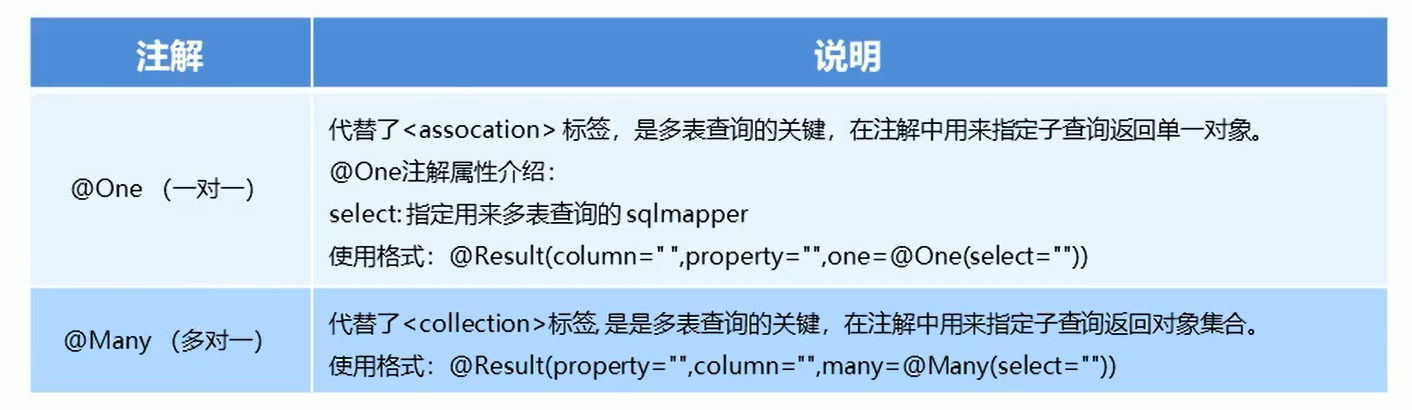 注解
说明
@One （一对一）
代替了<assocation> 标签，是多表查询的关键，在注解中用来指定子查询返回单一对象。
@One注解属性介绍：
select: 指定用来多表查询的 sqlmapper
使用格式：@Result(column=" ",property="",one=@One(select=""))
@Many （多对一）
代替了<collection>标签, 是是多表查询的关键，在注解中用来指定子查询返回对象集合。
使用格式：@Result(property="",column="",many=@Many(select=""))